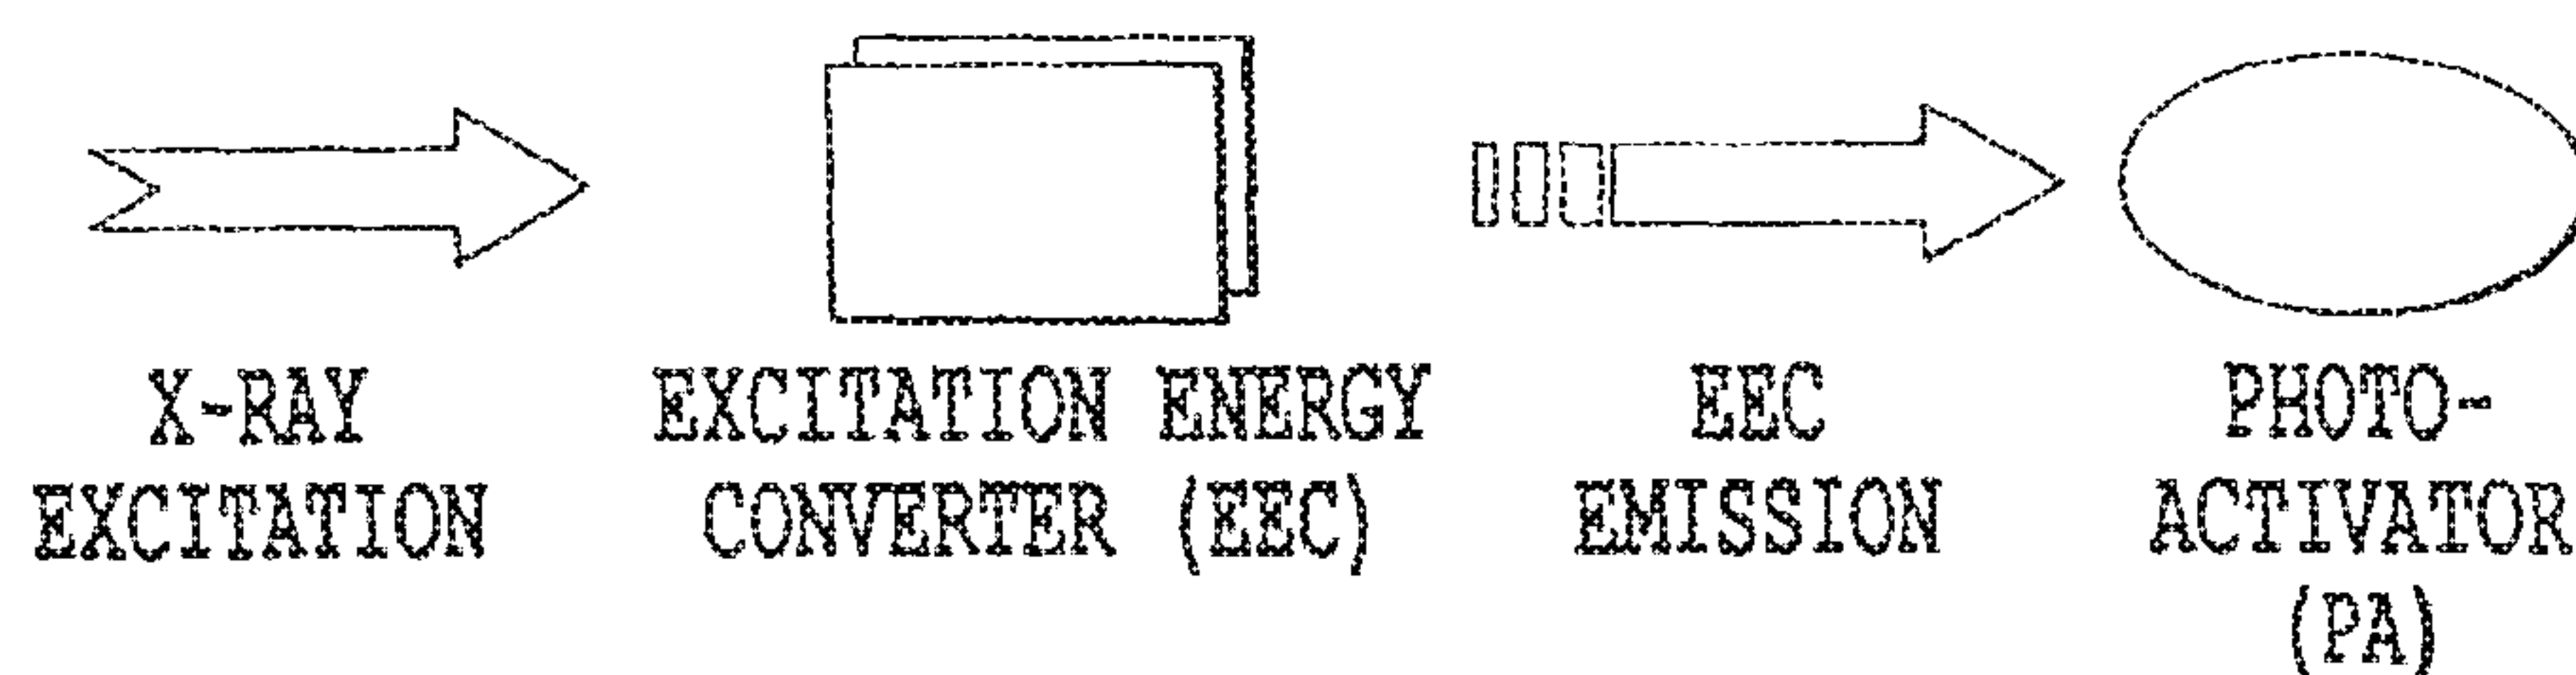 X-RAY
EXCITATION
EXCITATION ENERGY
CONVERTER (EEC)
EEC
EMISSION
PHOTO-
ACTIVATOR
(PA)